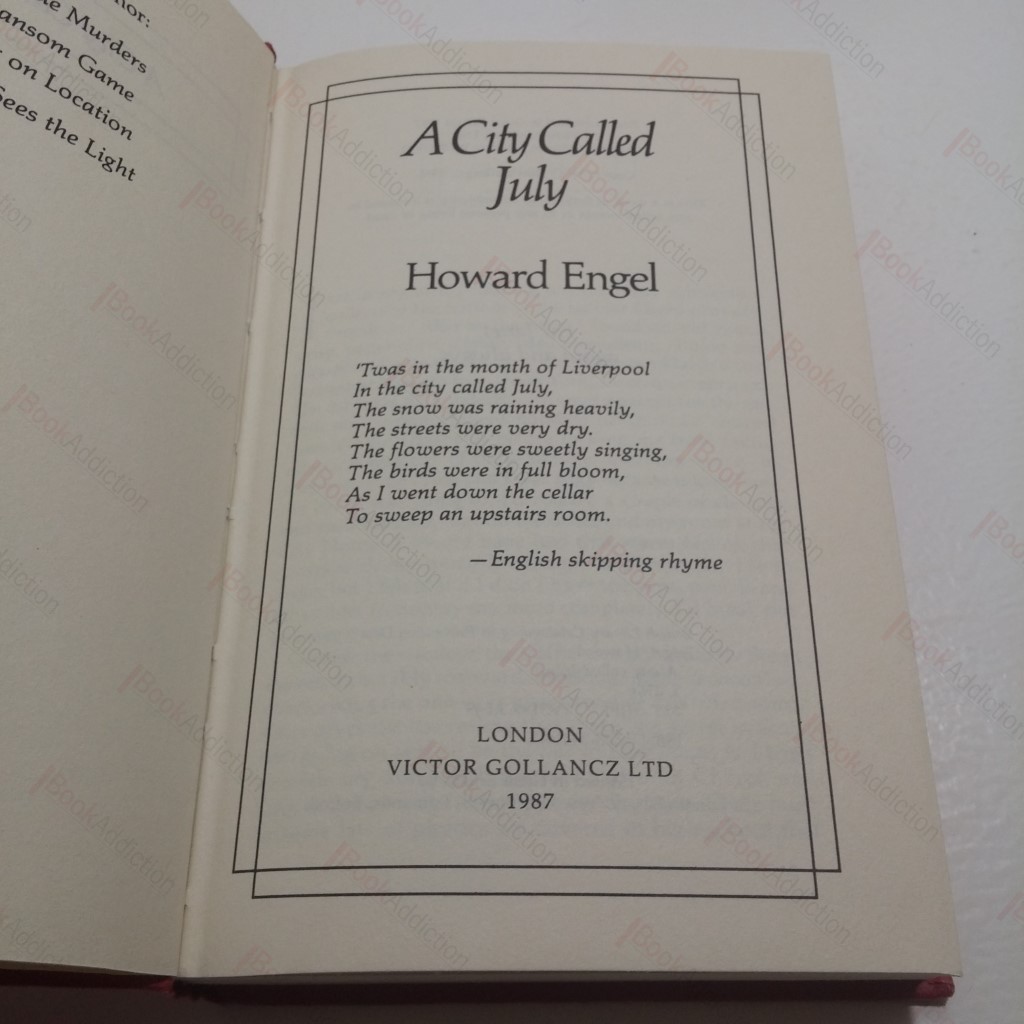 Murders
Game
on Location
Sees the Light
A City Called
July
Howard Engel
'Twas in the month of Liverpool
In the city called July,
The snow was raining heavily,
The streets were very dry.
The flowers were sweetly singing,
The birds were in full bloom,
As I went down the cellar
To sweep an upstairs room.
—English skipping rhyme
LONDON
VICTOR GOLLANCZ LTD
1987
BookAddiction